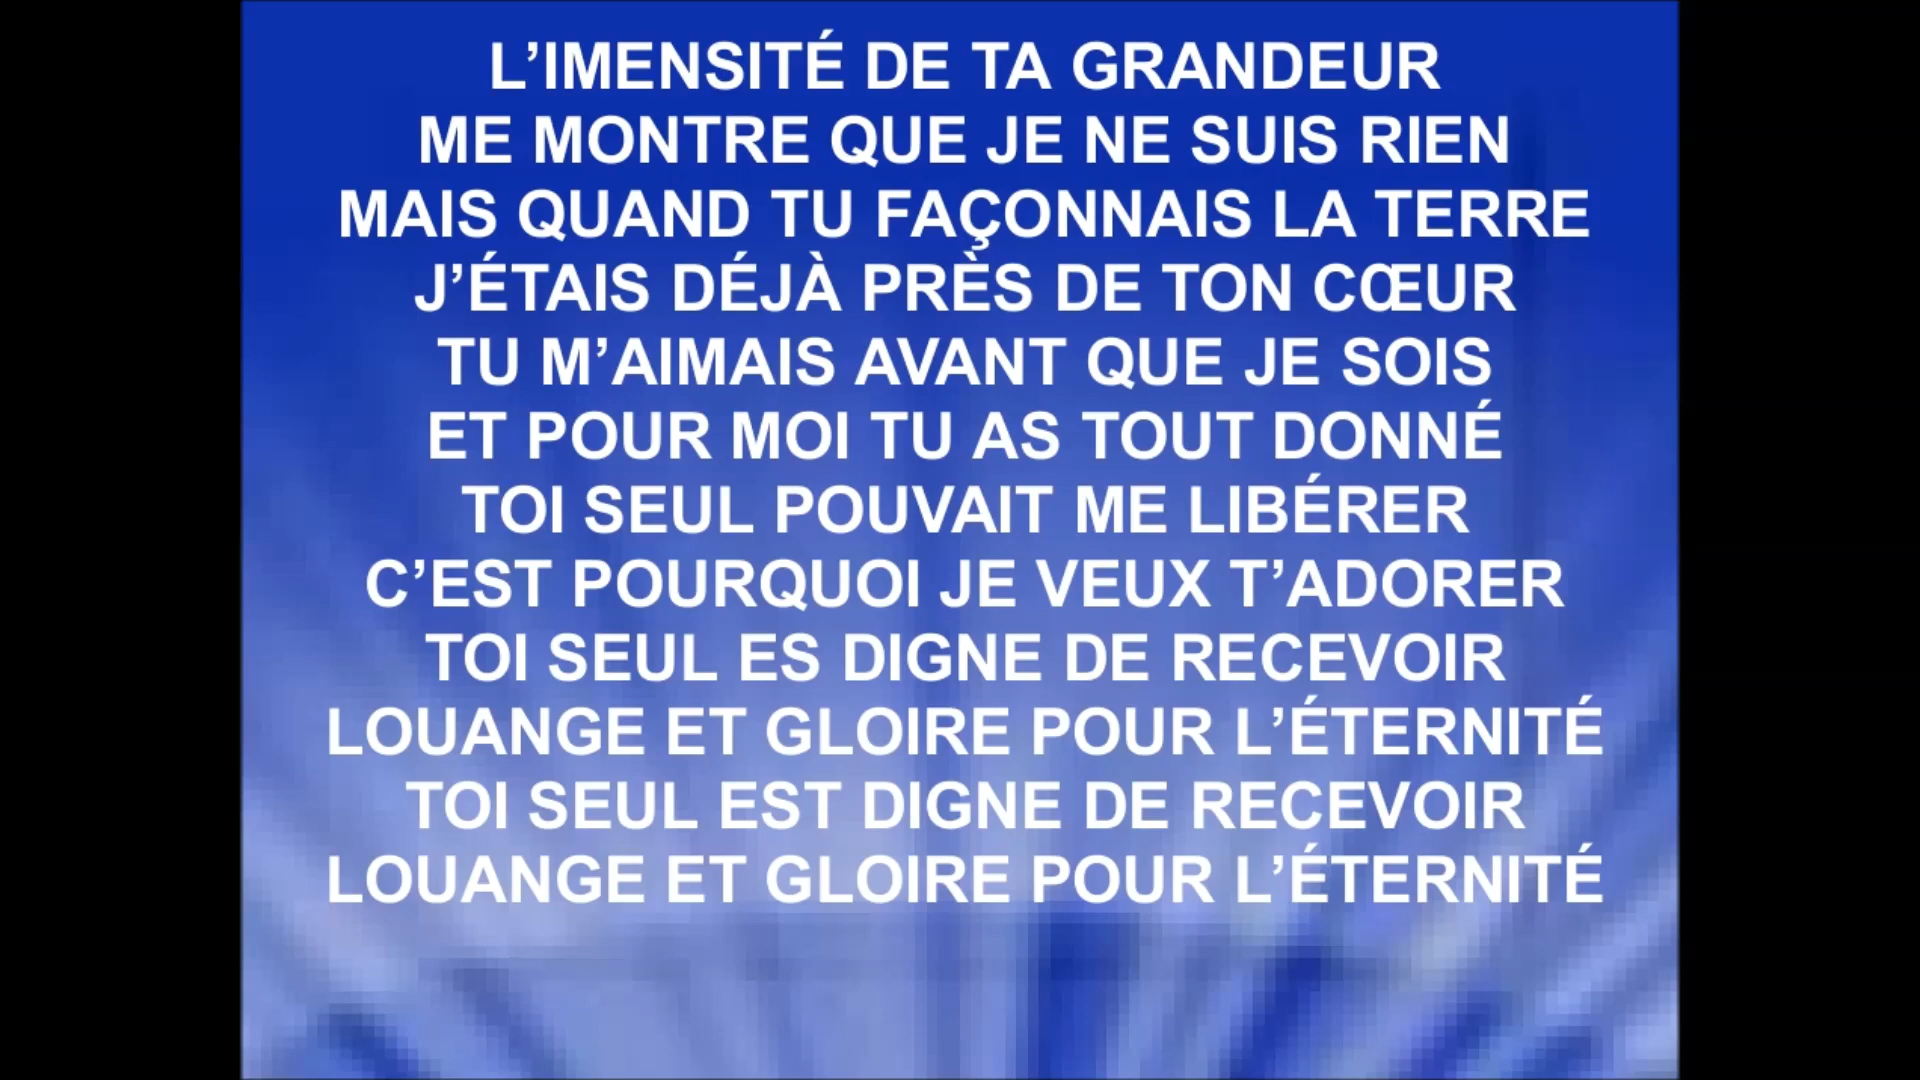 L’IMENSITÉ DE TA GRANDEUR
ME MONTRE QUE JE NE SUIS RIEN
MAIS QUAND TU FAÇONNAIS LA TERRE
J’ÉTAIS DÉJÀ PRÈS DE TON CŒUR
TU M’AIMAIS AVANT QUE JE SOIS
ET POUR MOI TU AS TOUT DONNÉ
TOI SEUL POUVAIT ME LIBÉRER
C’EST POURQUOI JE VEUX T’ADORER
TOI SEUL ES DIGNE DE RECEVOIR
LOUANGE ET GLOIRE POUR L’ÉTERNITÉ
TOI SEUL EST DIGNE DE RECEVOIR
LOUANGE ET GLOIRE POUR L’ÉTERNITÉ